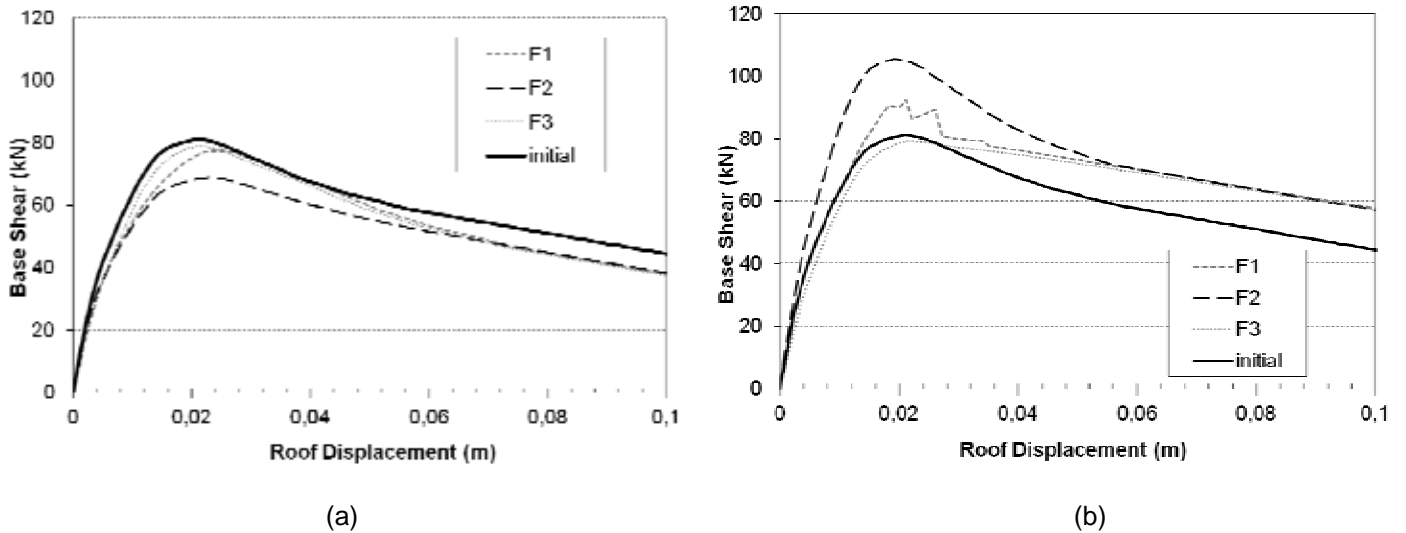 120
100
80
60
40
20
0
Base Shear (kN)
F1
F2
F3
initial
0
0,02
0,04
0,06
0,08
0,1
Roof Displacement (m)
(a)
120
100
80
60
40
20
0
Base Shear (kN)
F1
F2
F3
initial
0
0,02
0,04
0,06
0,08
0,1
Roof Displacement (m)
(b)